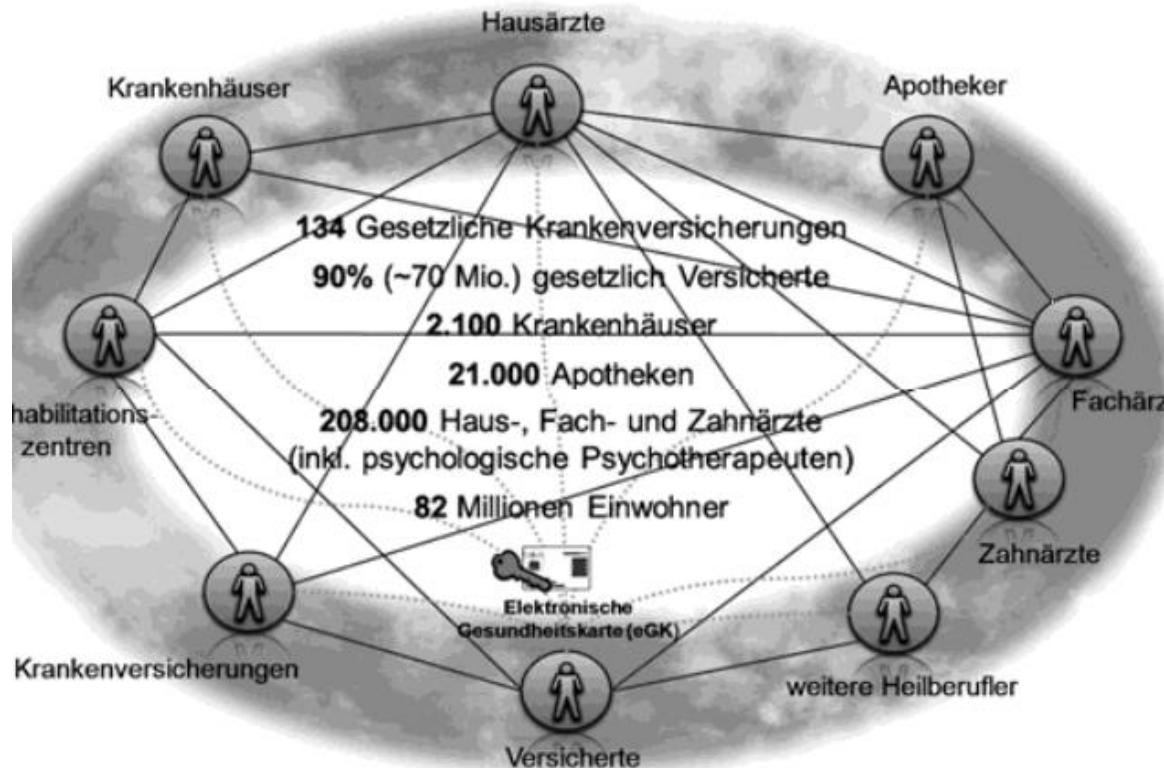 Hausärzte
Krankenhäuser
Apotheker
134 Gesetzliche Krankenversicherungen
90% (~70 Mio.) gesetzlich Versicherte
2.100 Krankenhäuser
21.000 Apotheken
208.000 Haus-, Fach- und Zahnärzte
(inkl. psychologische Psychotherapeuten)
82 Millionen Einwohner
habilitations-
zentren
Fachärz
Zahnärzte
Elektronische
Gesundheitskarte (eGK)
Krankenversicherungen
weitere Heilberufler
Versicherte